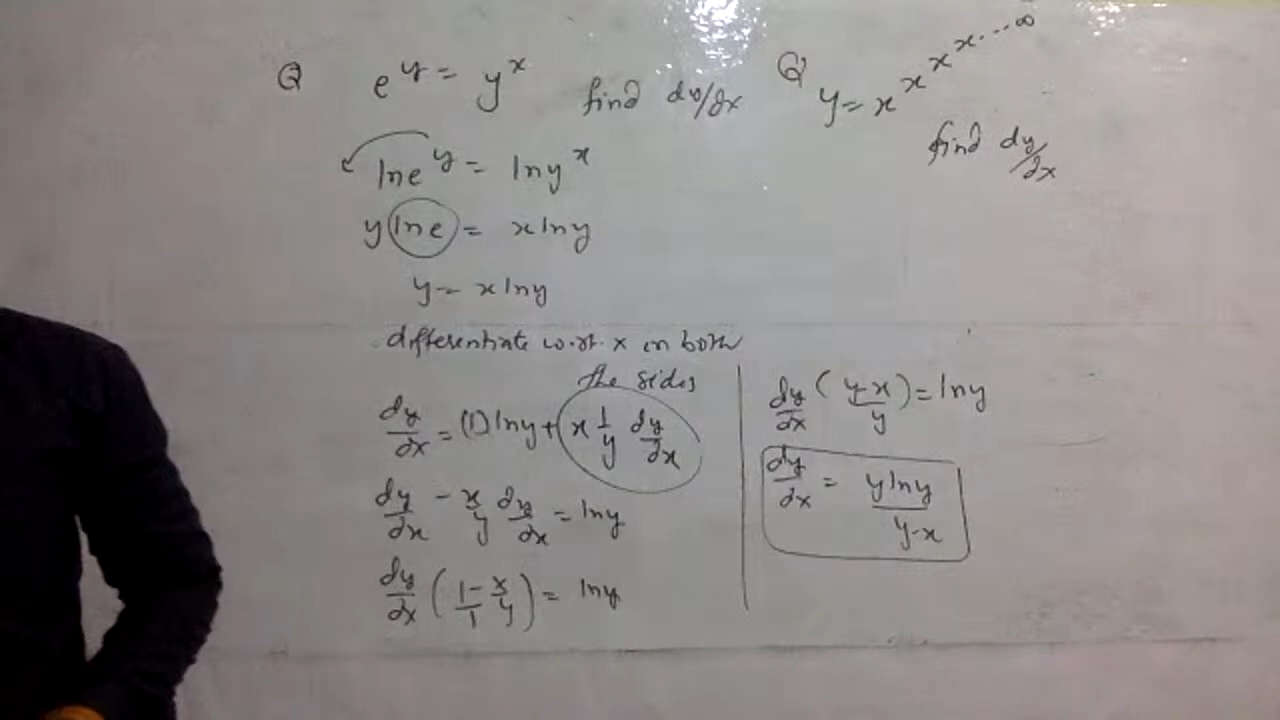 Q e^y = y^x find dy/dx
ln e^y = ln y^x
y ln e = x ln y
y = x ln y
differentiate w.r.t. x in both
the sides
dy/dx = (1) ln y + x 1/y dy/dx
dy/dx - x/y dy/dx = ln y
dy/dx (1/1 - x/y) = ln y
dy/dx (y-x/y) = ln y
dy/dx = y ln y/y-x
Q y = x^x^x^x...∞
find dy/dx